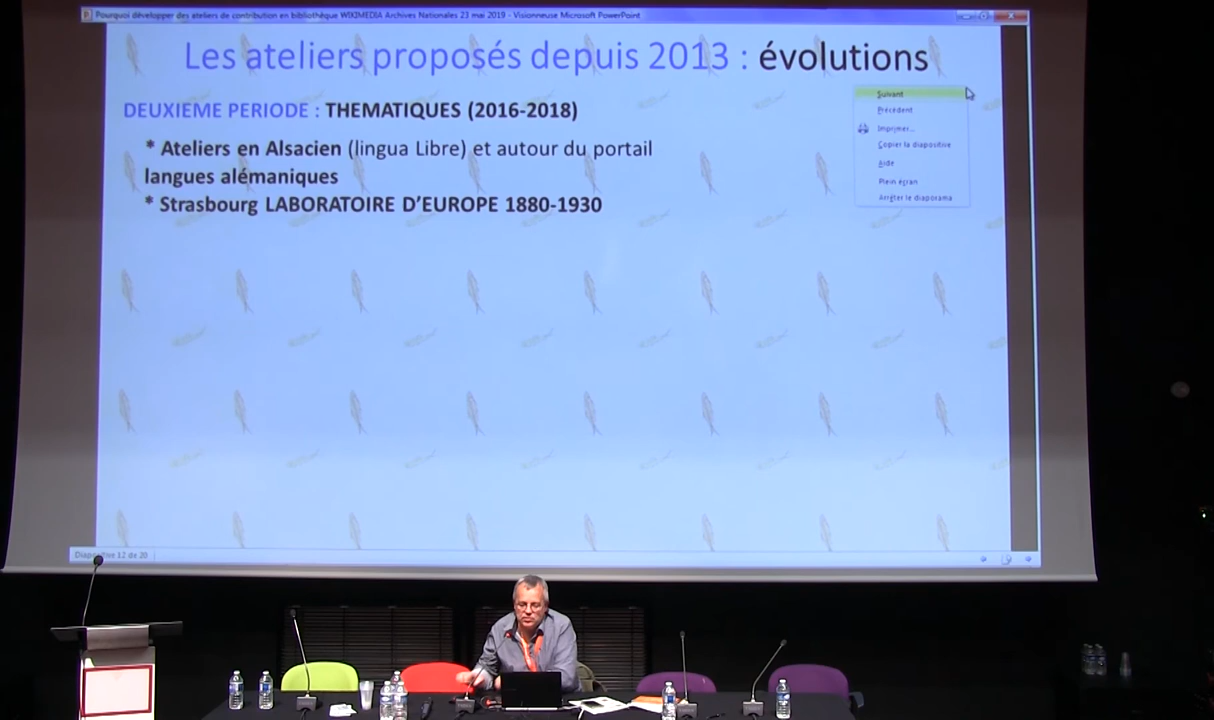 Pourquoi développer des ateliers de contribution en bibliothèque WIKIMEDIA Archives Nationales 23 mai 2019 - Visionneuse Microsoft PowerPoint
Les ateliers proposés depuis 2013 : évolutions
DEUXIEME PERIODE : THEMATIQUES (2016-2018)
* Ateliers en Alsacien (lingua Libre) et autour du portail
langues alémaniques
* Strasbourg LABORATOIRE D’EUROPE 1880-1930
Suivant
Précédent
Imprimer...
Copier la diapositive
Aide
Plein écran
Arrêter le diaporama
Diapositive 12 de 20